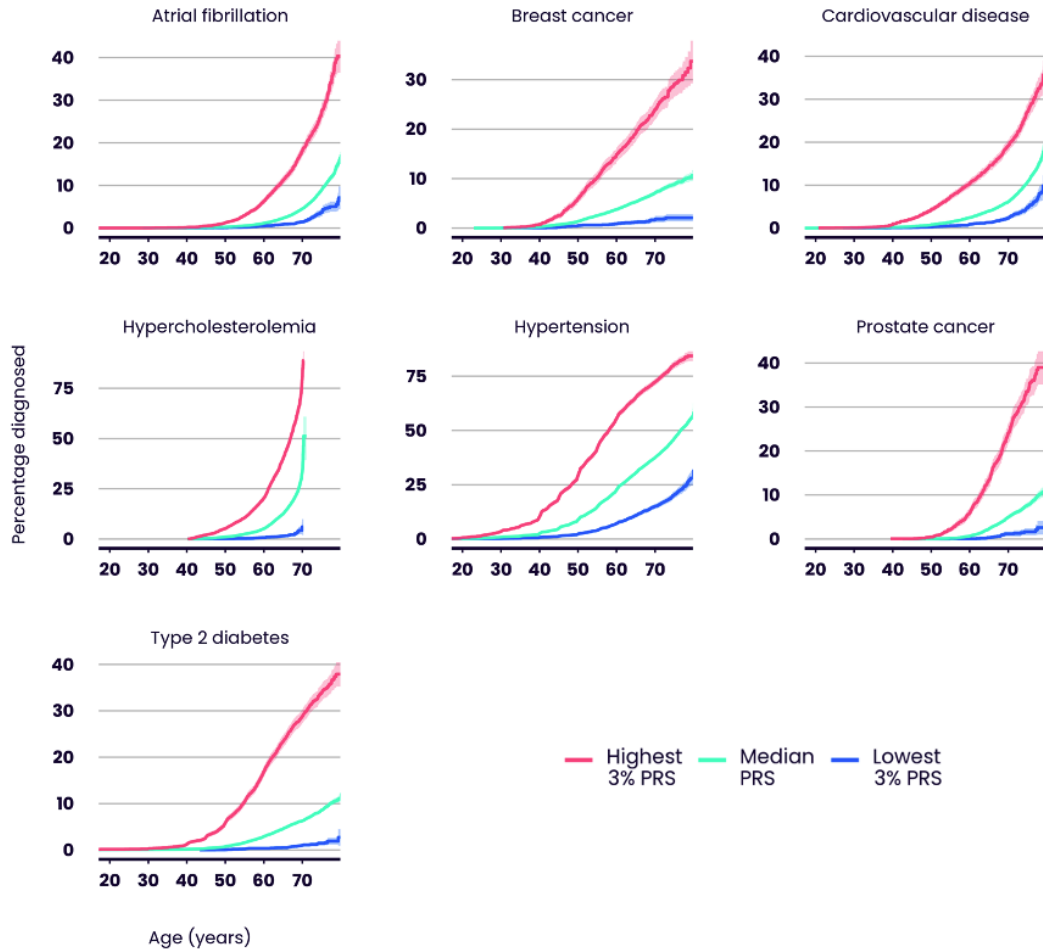 Atrial fibrillation
40
30
20
10
0
20 30 40 50 60 70
Breast cancer
30
20
10
0
20 30 40 50 60 70
Cardiovascular disease
40
30
20
10
0
20 30 40 50 60 70
Percentage diagnosed
Hypercholesterolemia
75
50
25
0
20 30 40 50 60 70
Hypertension
75
50
25
0
20 30 40 50 60 70
Prostate cancer
40
30
20
10
0
20 30 40 50 60 70
Type 2 diabetes
40
30
20
10
0
20 30 40 50 60 70
Highest
3% PRS
Median
PRS
Lowest
3% PRS
Age (years)